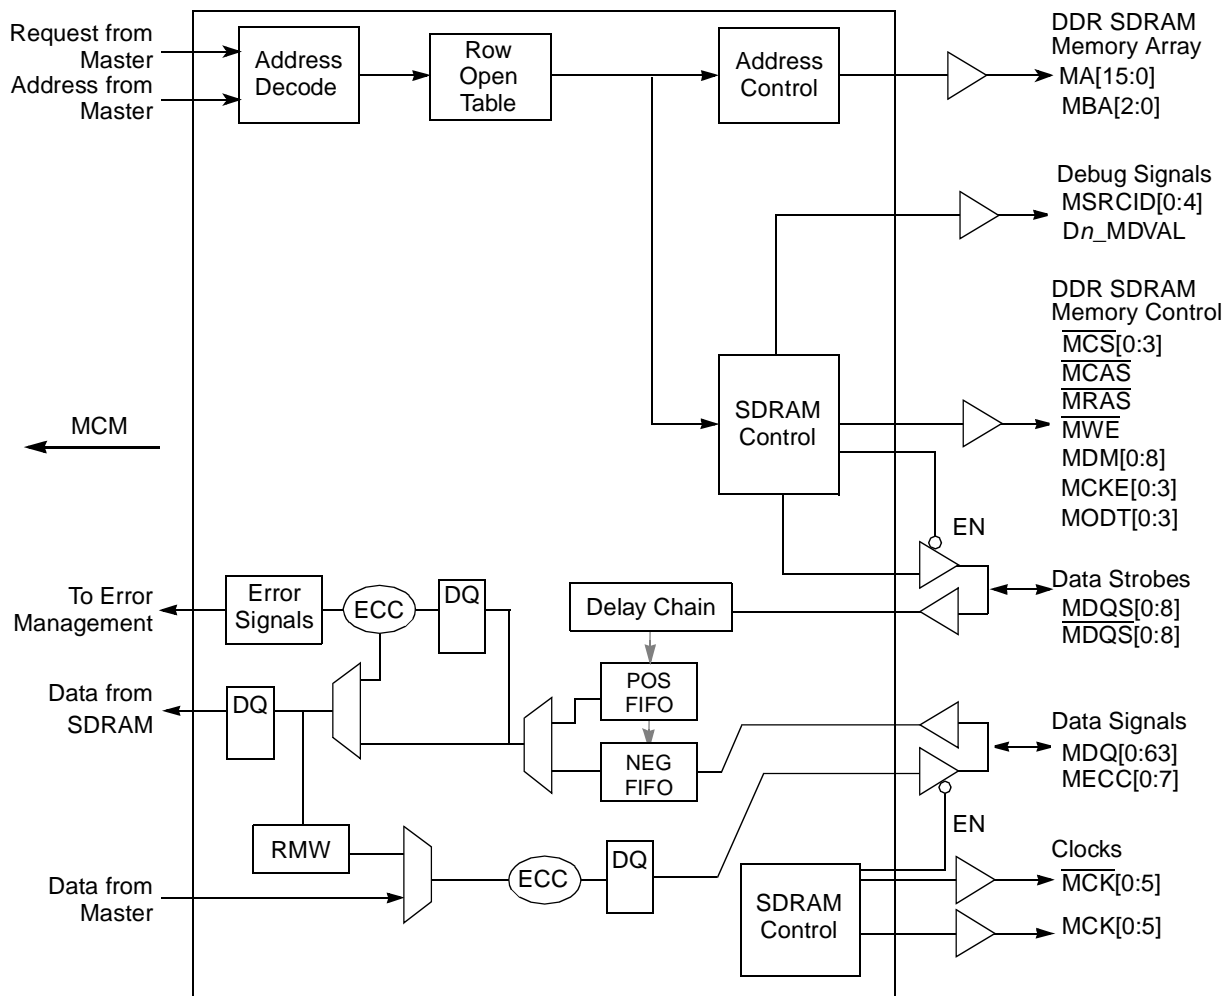 Request from
Master
Address from
Master
Address
Decode
Row
Open
Table
Address
Control
DDR SDRAM
Memory Array
MA[15:0]
MBA[2:0]
Debug Signals
MSRCID[0:4]
Dn_MDVAL
DDR SDRAM
Memory Control
MCS[0:3]
MCAS
MRAS
MWE
MDM[0:8]
MCKE[0:3]
MODT[0:3]
SDRAM
Control
MCM
EN
To Error
Management
Error
Signals
ECC
DQ
Delay Chain
Data Strobes
MDQS[0:8]
MDQS[0:8]
Data from
SDRAM
DQ
POS
FIFO
NEG
FIFO
Data Signals
MDQ[0:63]
MECC[0:7]
EN
RMW
Data from
Master
ECC
DQ
SDRAM
Control
Clocks
MCK[0:5]
MCK[0:5]